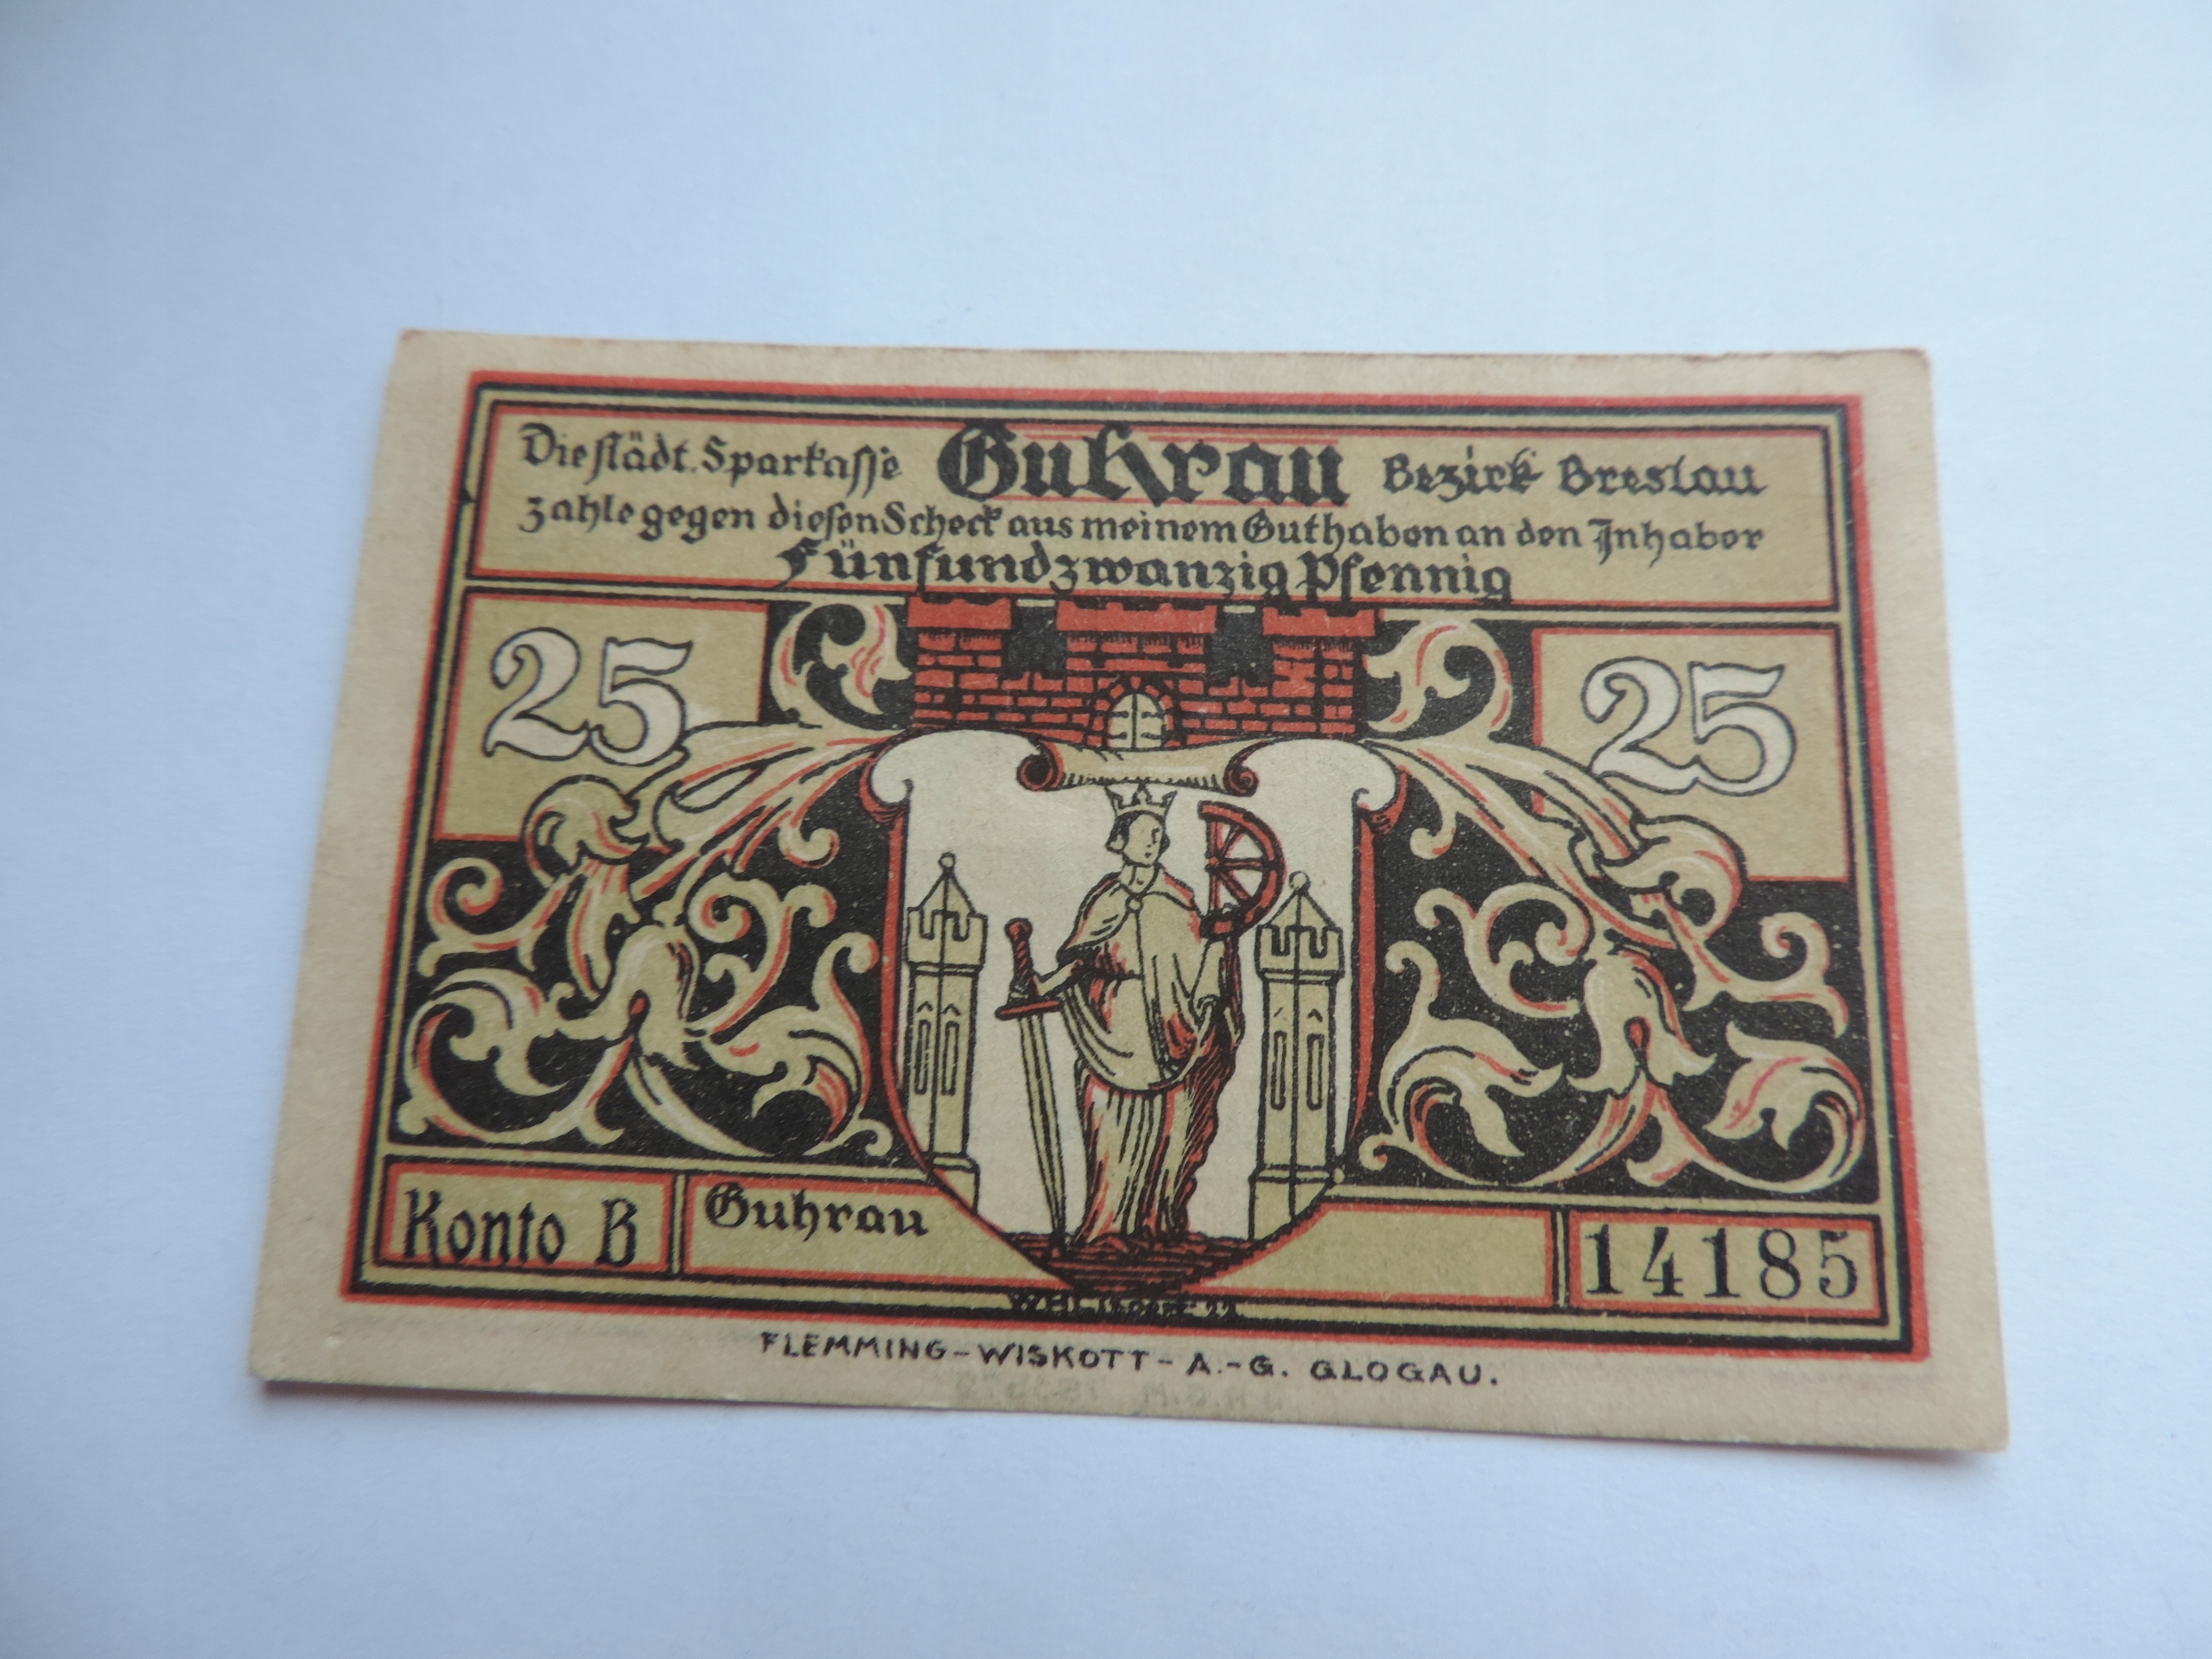 Die städt. Sparkasse Guhrau Bezirk Breslau
zahle gegen diesen Scheck aus meinem Guthaben an den Inhaber
Fünfundzwanzig Pfennig
25
25
Konto B
Guhrau
14185
FLEMMING-WISKOTT-A.-G. GLOGAU.